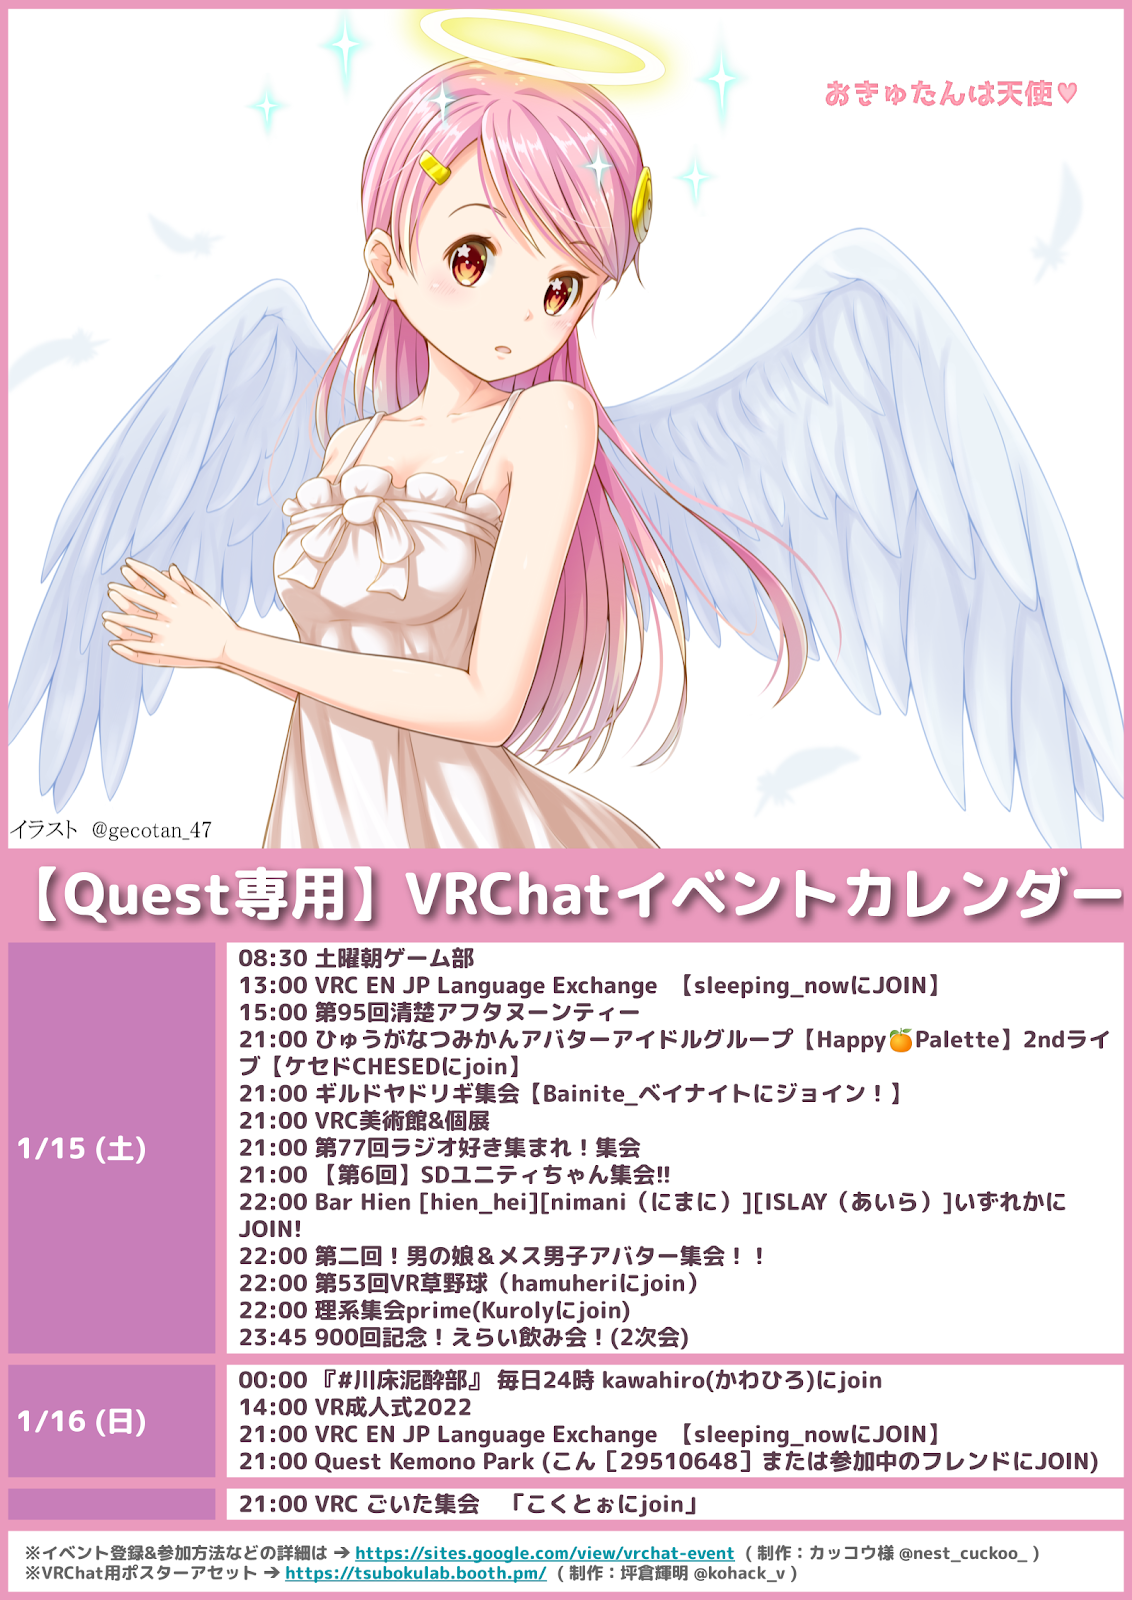 おきゅたんは天使♥
イラスト @gecotan_47
【Quest専用】VRChatイベントカレンダー
1/15 (土)
08:30 土曜朝ゲーム部
13:00 VRC EN JP Language Exchange 【sleeping_nowにJOIN】
15:00 第95回清楚アフタヌーンティー
21:00 ひゅうがなつみかんアバターアイドルグループ【Happy🍊Palette】2ndライ
ブ【ケセドCHESEDにjoin】
21:00 ギルドヤドリギ集会【Bainite_ベイナイトにジョイン！】
21:00 VRC美術館&個展
21:00 第77回ラジオ好き集まれ！集会
21:00 【第6回】SDユニティちゃん集会!!
22:00 Bar Hien [hien_hei][nimani（にまに）][ISLAY（あいら）]いずれかに
JOIN!
22:00 第二回！男の娘＆メス男子アバター集会！！
22:00 第53回VR草野球（hamuheriにjoin）
22:00 理系集会prime(Kurolyにjoin)
23:45 900回記念！えらい飲み会！(2次会)
1/16 (日)
00:00 『#川床泥酔部』 毎日24時 kawahiro(かわひろ)にjoin
14:00 VR成人式2022
21:00 VRC EN JP Language Exchange 【sleeping_nowにJOIN】
21:00 Quest Kemono Park (こん［29510648］または参加中のフレンドにJOIN)
21:00 VRC ごいた集会　「こくとぉにjoin」
※イベント登録&参加方法などの詳細は → https://sites.google.com/view/vrchat-event （制作：カッコウ様 @nest_cuckoo_ ）
※VRChat用ポスターアセット → https://tsubokulab.booth.pm/ （制作：坪倉輝明 @kohack_v ）